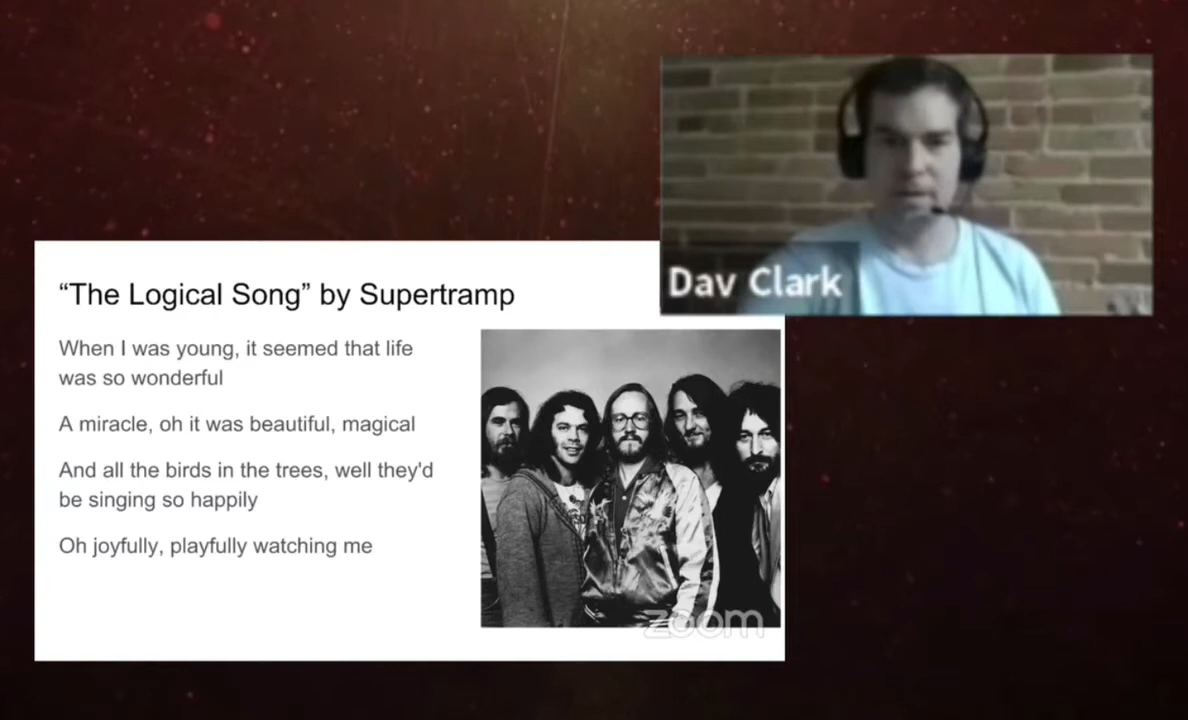 Dav Clark
“The Logical Song” by Supertramp
When I was young, it seemed that life
was so wonderful
A miracle, oh it was beautiful, magical
And all the birds in the trees, well they'd
be singing so happily
Oh joyfully, playfully watching me
zoom